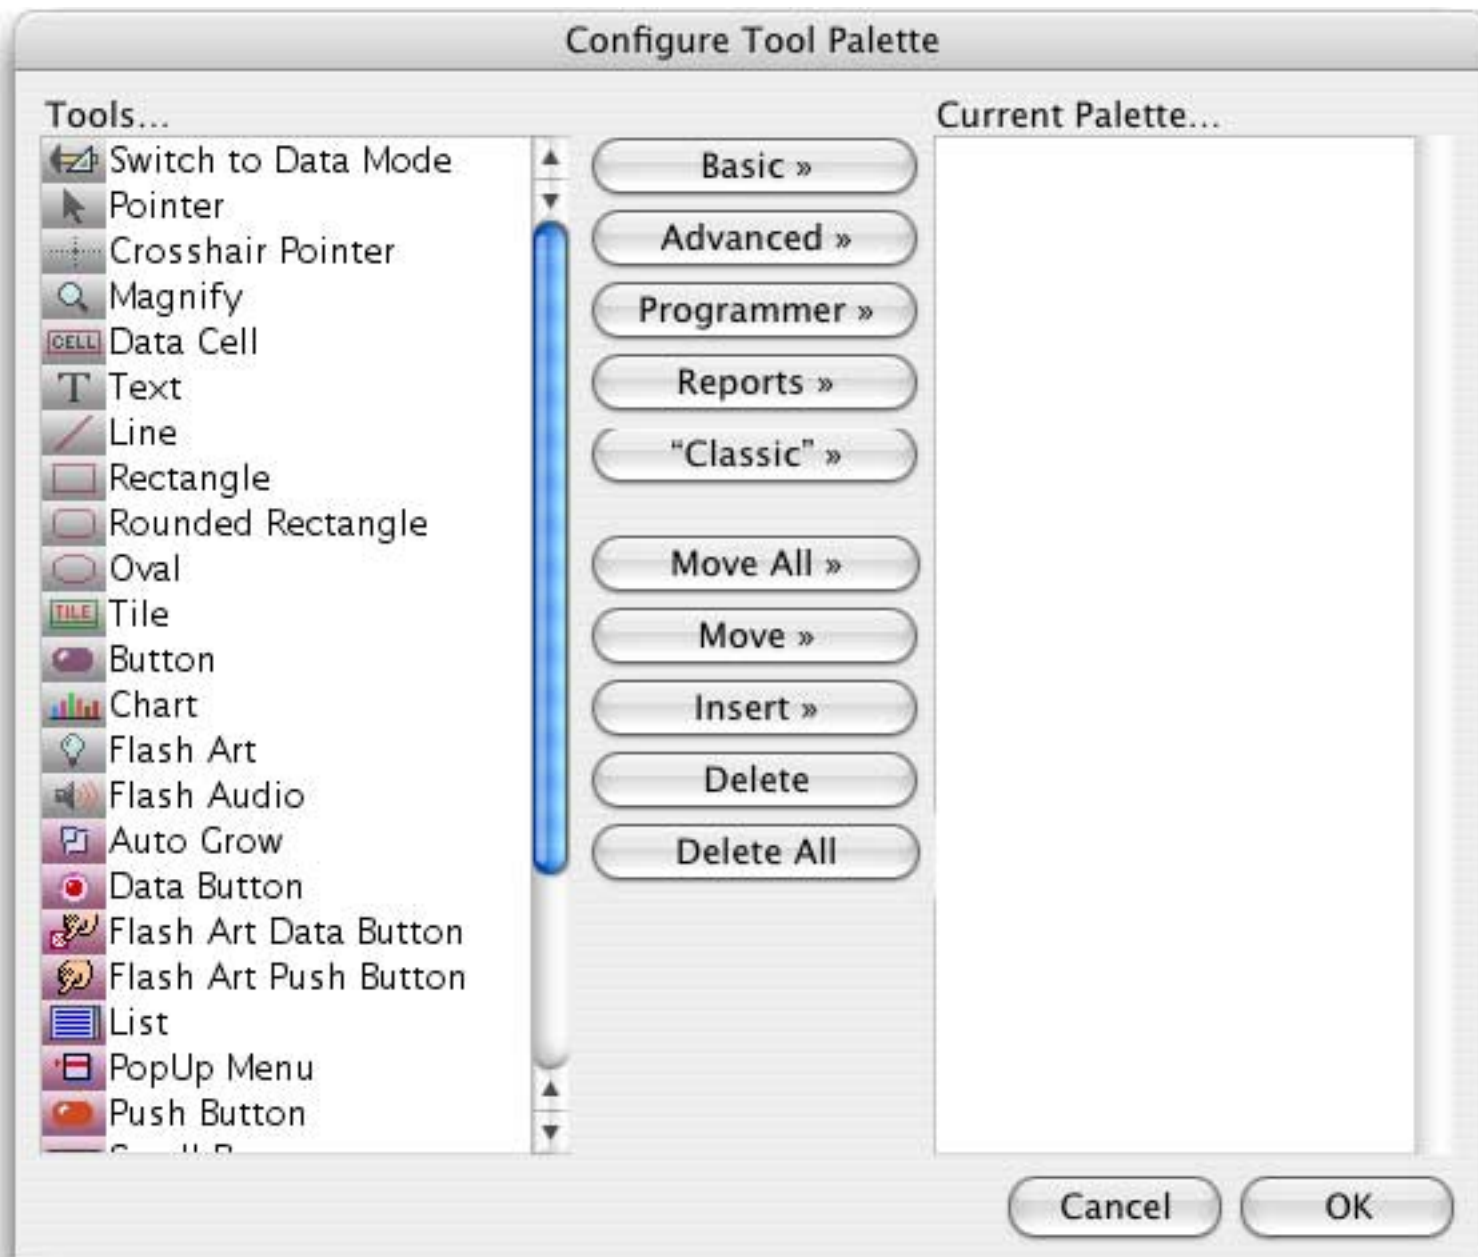 Configure Tool Palette
Tools...
Switch to Data Mode
Pointer
Crosshair Pointer
Magnify
CELL Data Cell
T Text
Line
Rectangle
Rounded Rectangle
Oval
TILE Tile
Button
Chart
Flash Art
Flash Audio
Auto Grow
Data Button
Flash Art Data Button
Flash Art Push Button
List
PopUp Menu
Push Button
Basic »
Advanced »
Programmer »
Reports »
“Classic” »
Move All »
Move »
Insert »
Delete
Delete All
Current Palette...
Cancel
OK